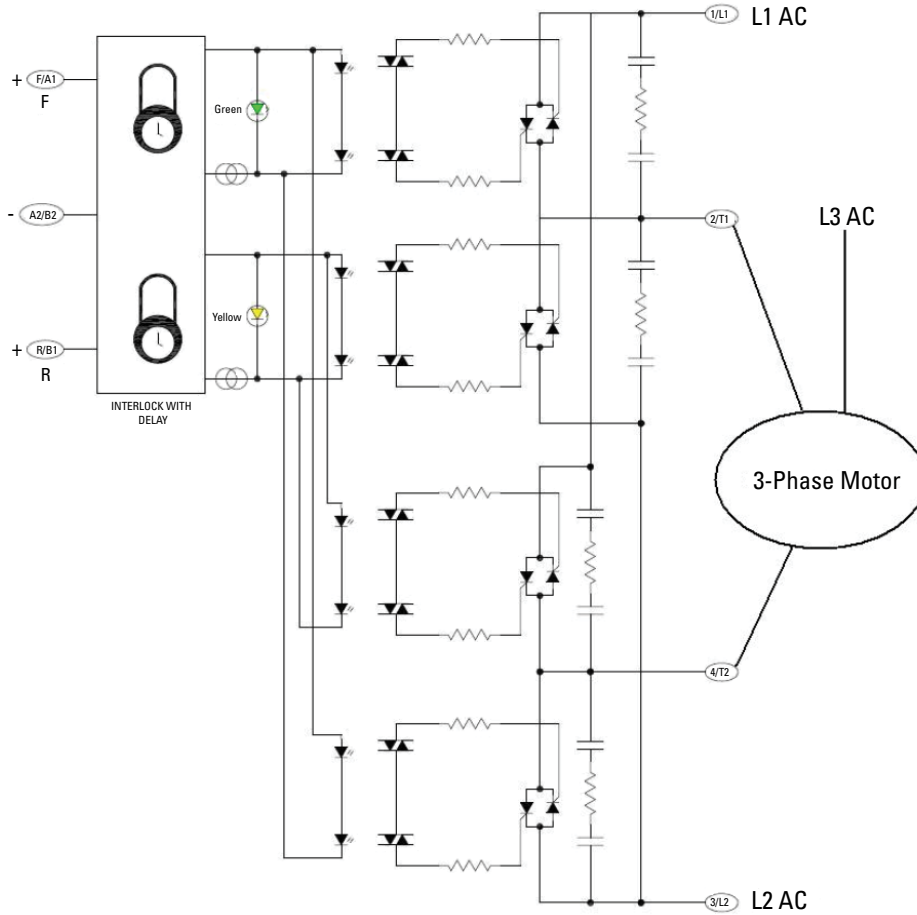 1/L1 L1 AC
+ F/A1
F
Green
- A2/B2
2/T1
L3 AC
Yellow
+ R/B1
R
INTERLOCK WITH
DELAY
3-Phase Motor
4/T2
3/L2 L2 AC